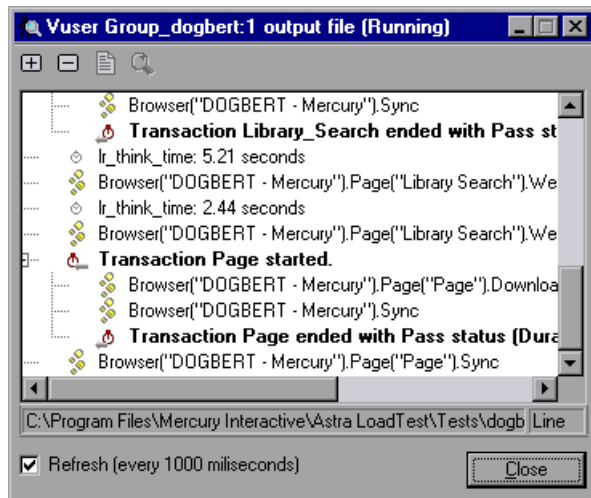 Vuser Group_dogbert:1 output file (Running)
Browser("DOGBERT - Mercury").Sync
Transaction Library_Search ended with Pass st
lr_think_time: 5.21 seconds
Browser("DOGBERT - Mercury").Page("Library Search").We
lr_think_time: 2.44 seconds
Browser("DOGBERT - Mercury").Page("Library Search").We
Transaction Page started.
Browser("DOGBERT - Mercury").Page("Page").Downloa
Browser("DOGBERT - Mercury").Sync
Transaction Page ended with Pass status (Dura
Browser("DOGBERT - Mercury").Page("Page").Sync
C:\Program Files\Mercury Interactive\Astra LoadTest\Tests\dogb Line
Refresh (every 1000 miliseconds) Close